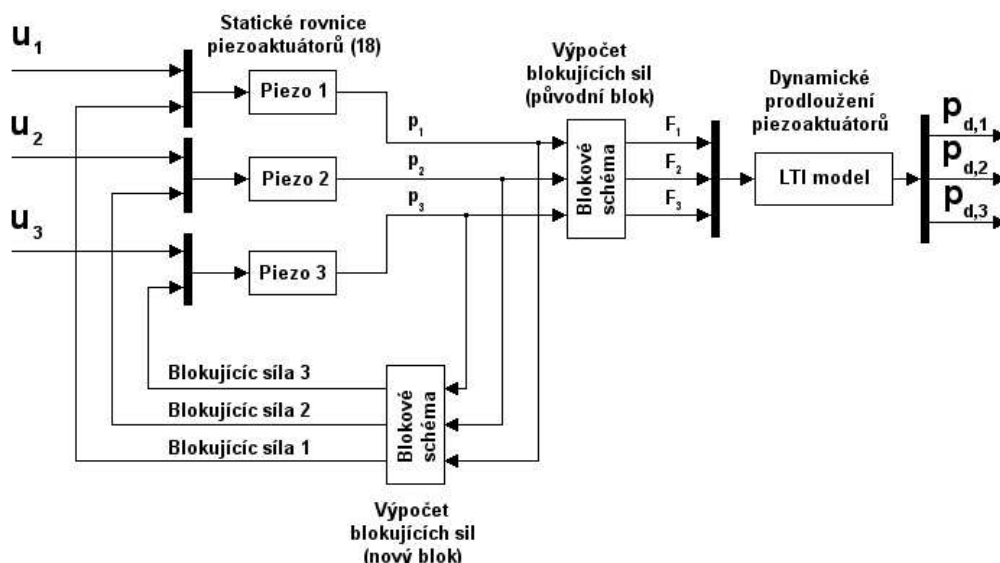 Statické rovnice
piezoaktuátorů (18)
u1
Piezo 1
u2
Piezo 2
u3
Piezo 3
p1
p2
p3
Výpočet
blokujících sil
(původní blok)
Blokové
schéma
F1
F2
F3
Dynamické
prodloužení
piezoaktuátorů
LTI model
pd,1
pd,2
pd,3
Blokujícíc síla 3
Blokujícíc síla 2
Blokujícíc síla 1
Blokové
schéma
Výpočet
blokujících sil
(nový blok)